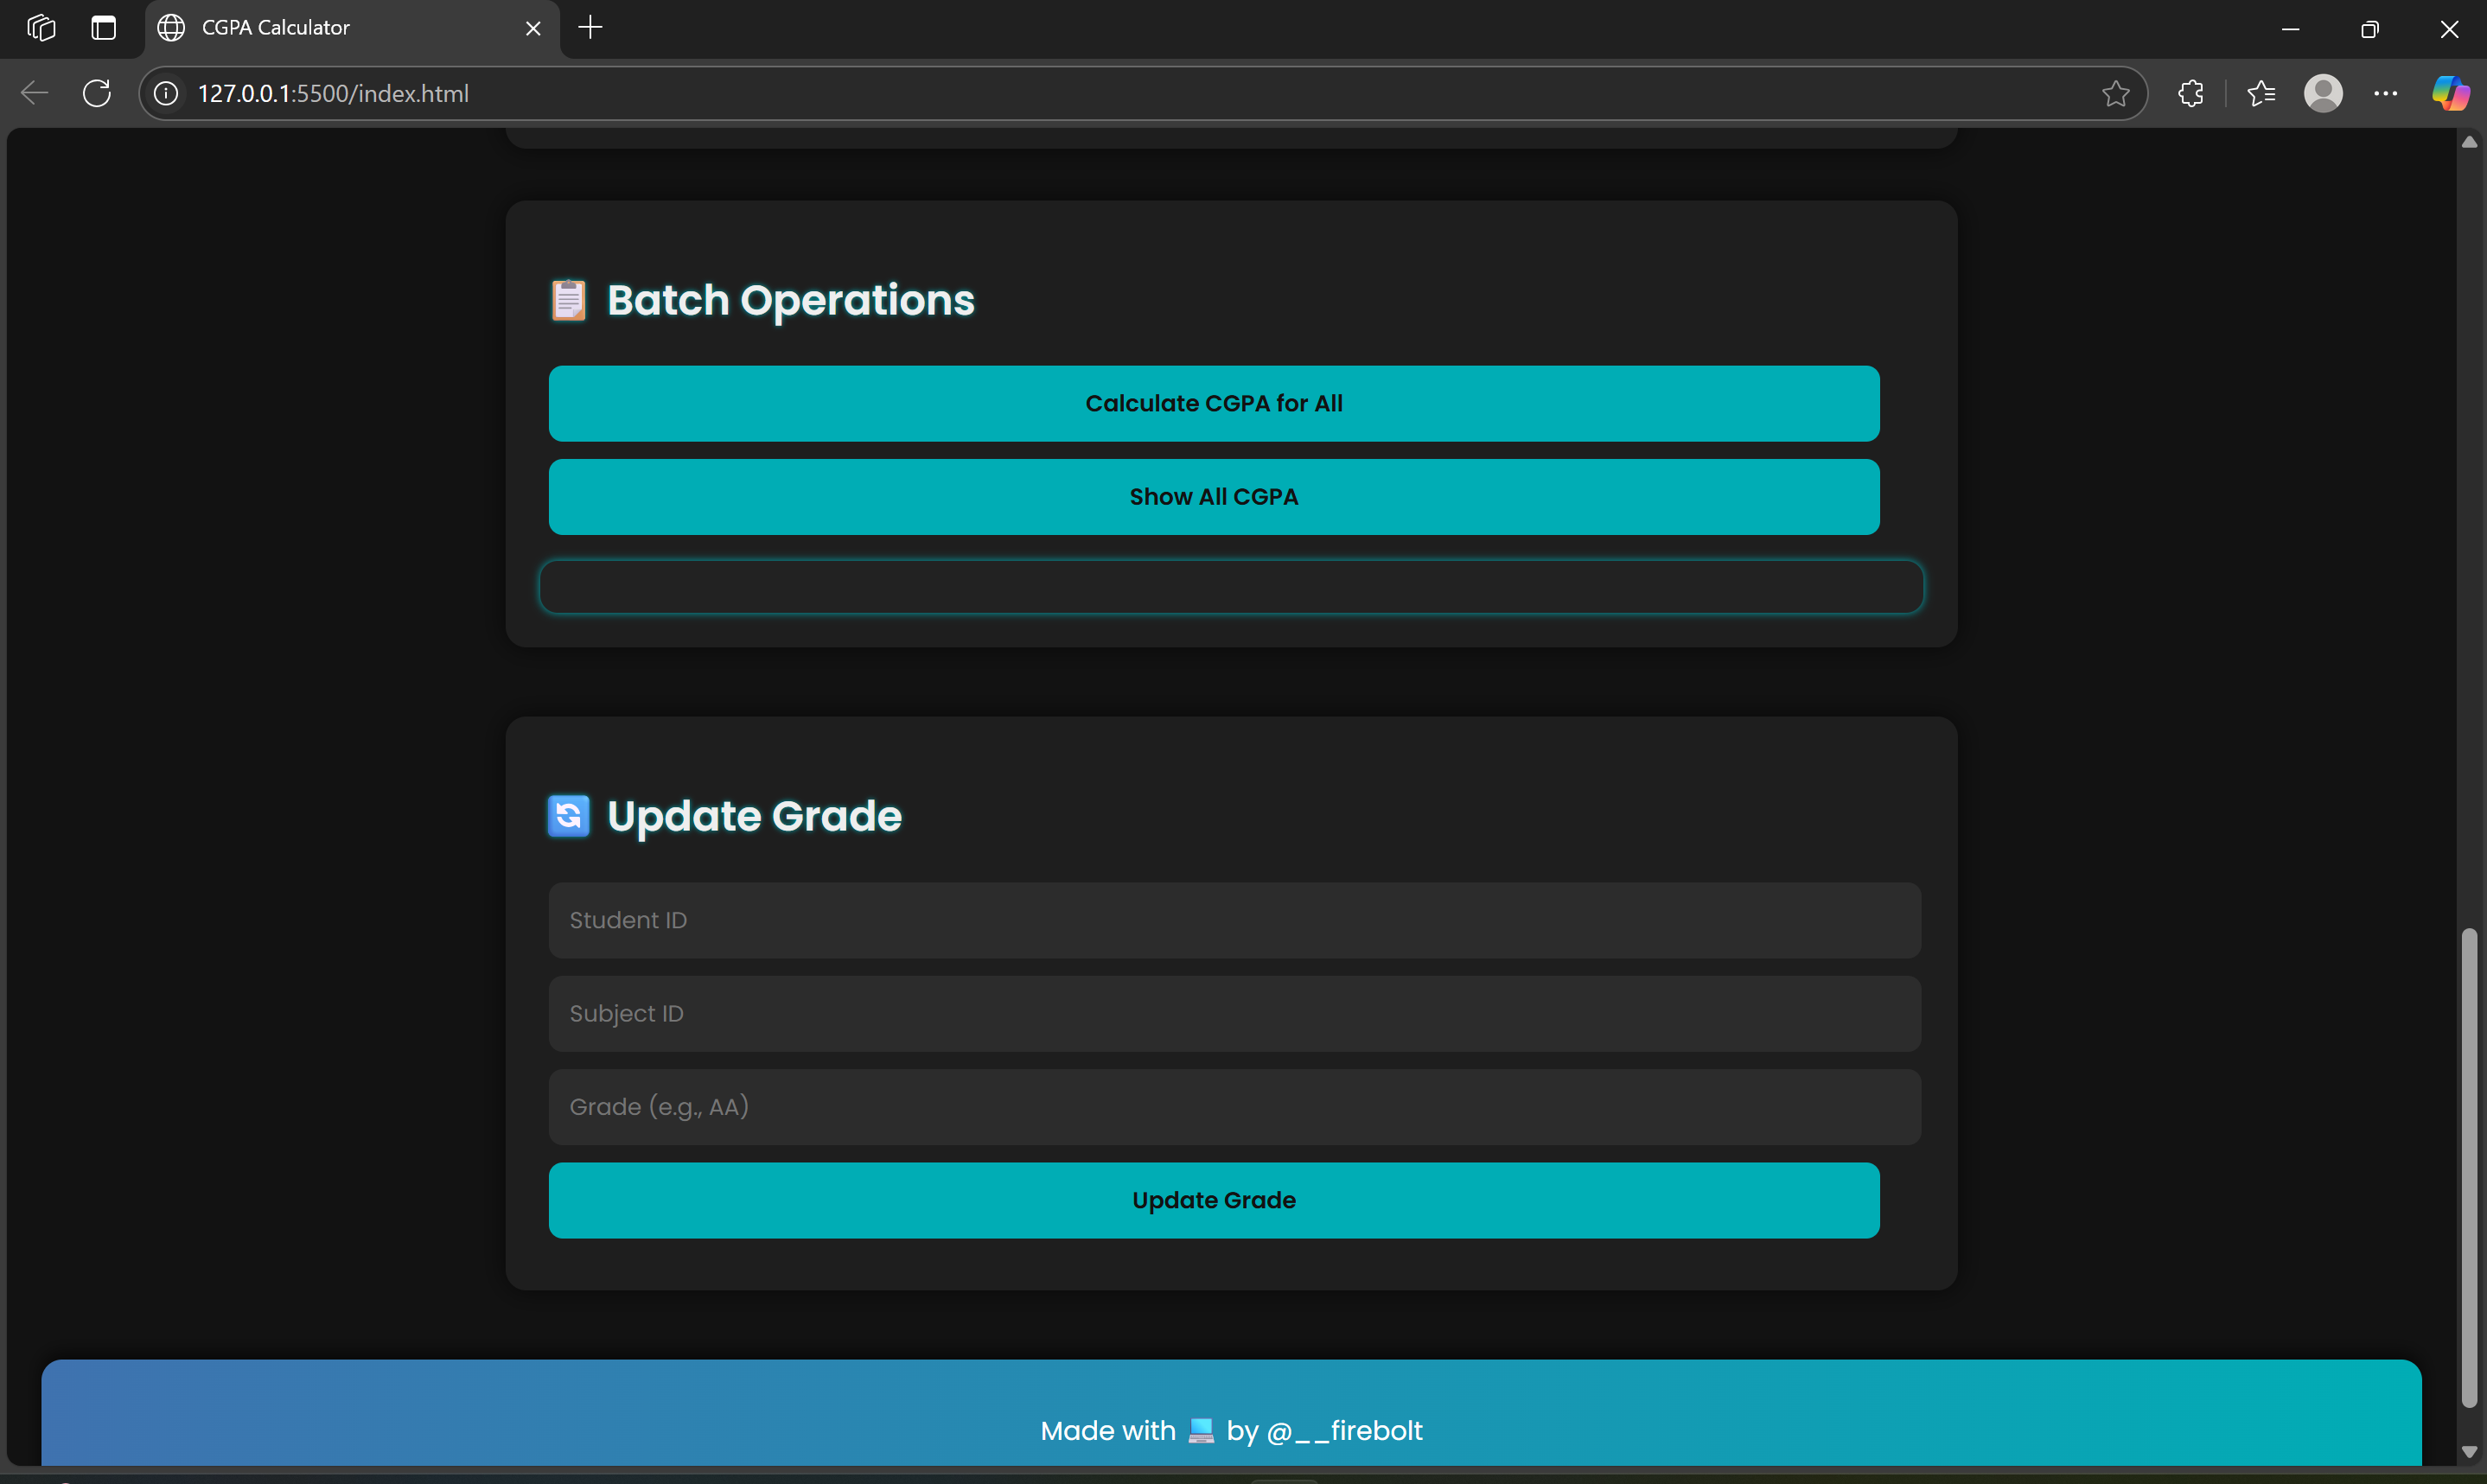 CGPA Calculator
127.0.0.1:5500/index.html
📋 Batch Operations
Calculate CGPA for All
Show All CGPA
🔄 Update Grade
Student ID
Subject ID
Grade (e.g., AA)
Update Grade
Made with 💻 by @__firebolt